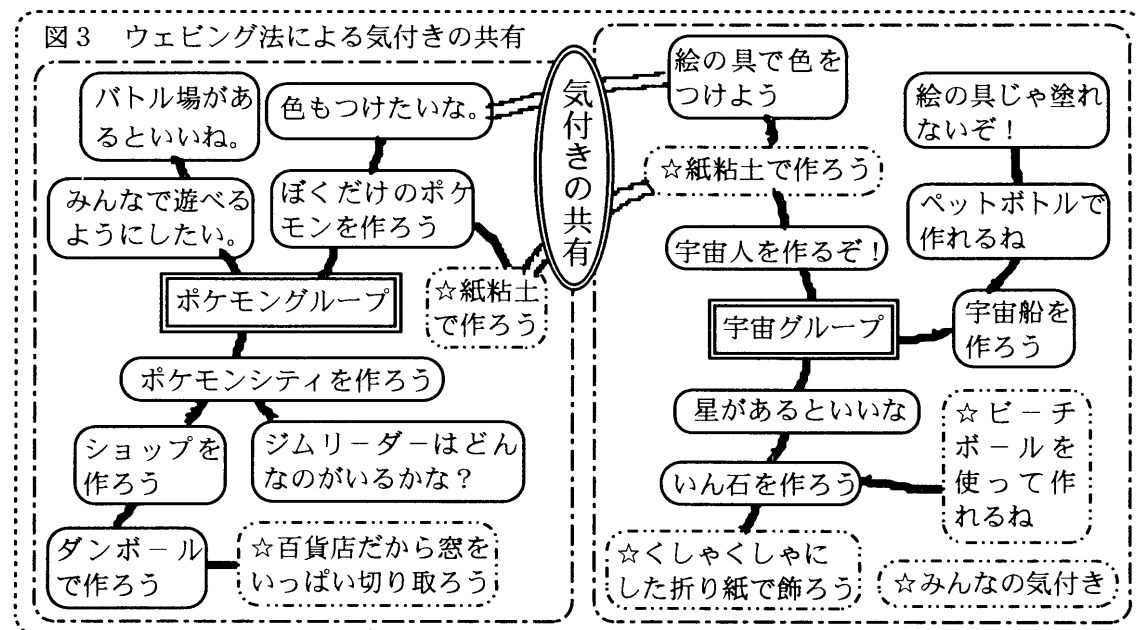 図3　ウェビング法による気付きの共有
バトル場があ
るといいね。
色もつけたいな。
みんなで遊べる
ようにしたい。
ぼくだけのポケ
モンを作ろう
ポケモングループ
☆紙粘土
で作ろう
ポケモンシティを作ろう
ショップを
作ろう
ジムリーダーはどん
なのがいるかな？
ダンボール
で作ろう
☆百貨店だから窓を
いっぱい切り取ろう
気付きの共有
絵の具で色を
つけよう
絵の具じゃ塗れ
ないぞ！
☆紙粘土で作ろう
ペットボトルで
作れるね
宇宙人を作るぞ！
宇宙グループ
宇宙船を
作ろう
星があるといいな
☆ビーチ
ボールを
使って作
れるね
いん石を作ろう
☆くしゃくしゃに
した折り紙で飾ろう
☆みんなの気付き